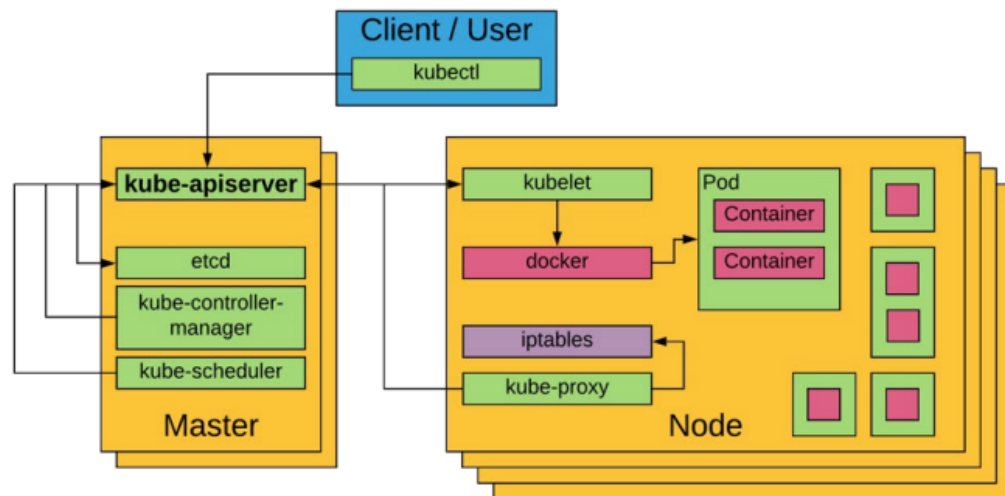 Client / User
kubectl
kube-apiserver
etcd
kube-controller-
manager
kube-scheduler
Master
kubelet
docker
iptables
kube-proxy
Pod
Container
Container
Node